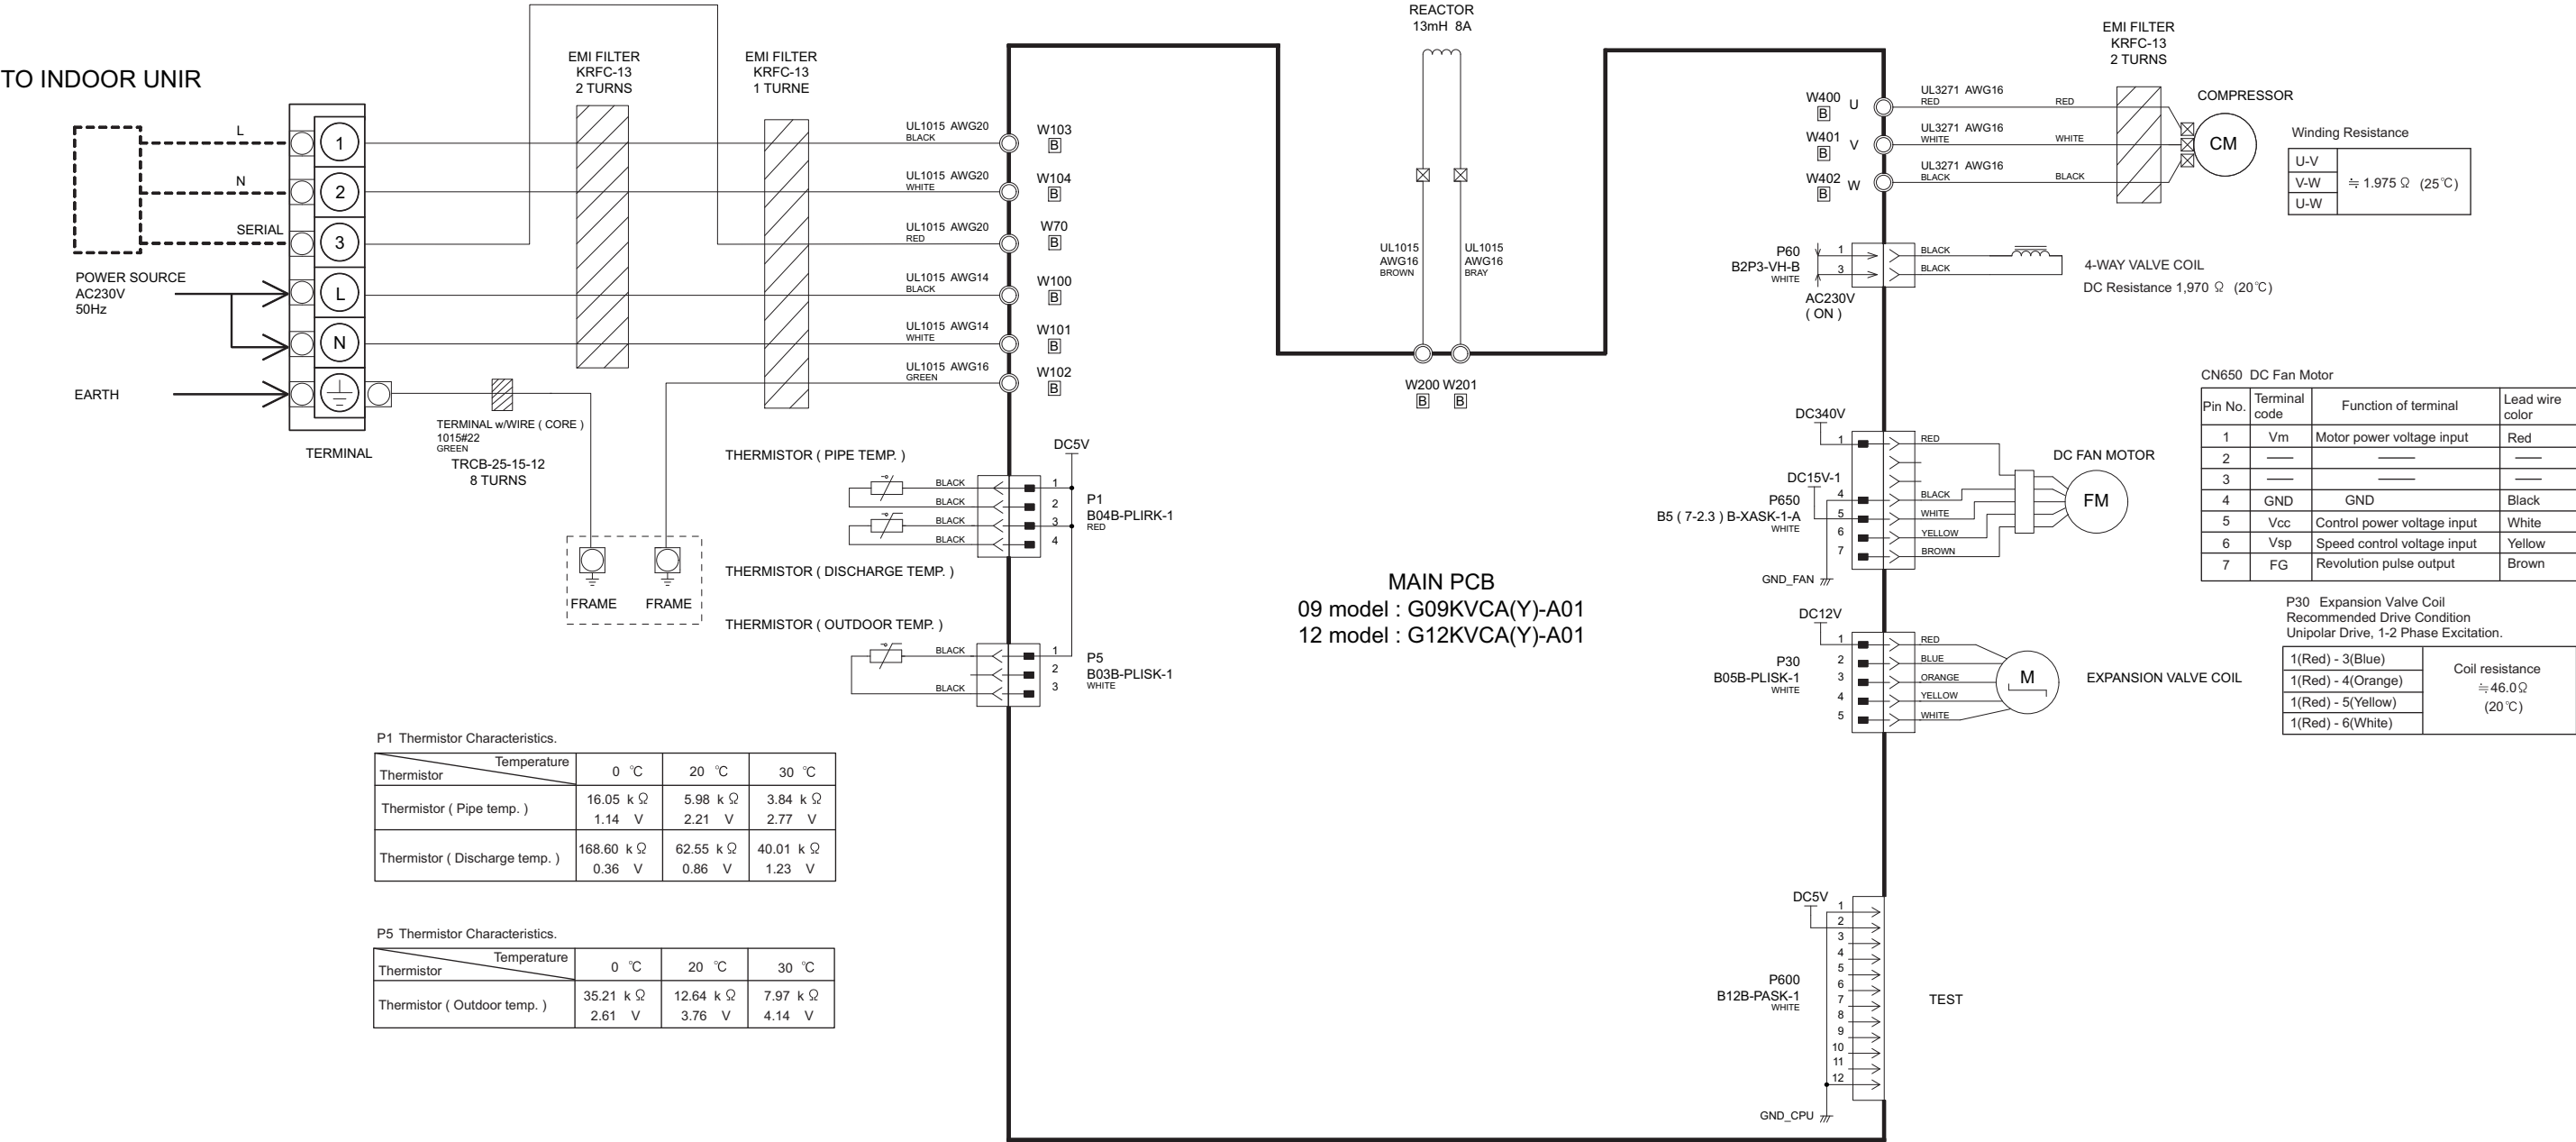 TO INDOOR UNIR
L
N
SERIAL
POWER SOURCE
AC230V
50Hz
EARTH
1
2
3
L
N
TERMINAL
EMI FILTER
KRFC-13
2 TURNS
EMI FILTER
KRFC-13
1 TURNE
TERMINAL w/WIRE ( CORE )
1015#22
GREEN
TRCB-25-15-12
8 TURNS
FRAME
FRAME
UL1015 AWG20
BLACK
W103
B
UL1015 AWG20
WHITE
W104
B
UL1015 AWG20
RED
W70
B
UL1015 AWG14
BLACK
W100
B
UL1015 AWG14
WHITE
W101
B
UL1015 AWG16
GREEN
W102
B
THERMISTOR ( PIPE TEMP. )
DC5V
BLACK
BLACK
BLACK
BLACK
1
2
3
4
P1
B04B-PLIRK-1
RED
THERMISTOR ( DISCHARGE TEMP. )
THERMISTOR ( OUTDOOR TEMP. )
BLACK
BLACK
1
2
3
P5
B03B-PLISK-1
WHITE
REACTOR
13mH 8A
UL1015
AWG16
BROWN
UL1015
AWG16
BRAY
W200 W201
B B
MAIN PCB
09 model : G09KVCA(Y)-A01
12 model : G12KVCA(Y)-A01
W400
B
U
W401
B
V
W402
B
W
UL3271 AWG16
RED
RED
UL3271 AWG16
WHITE
WHITE
UL3271 AWG16
BLACK
BLACK
EMI FILTER
KRFC-13
2 TURNS
COMPRESSOR
CM
Winding Resistance
U-V
V-W
U-W
≒ 1.975 Ω (25℃)
P60
B2P3-VH-B
WHITE
1
3
AC230V
( ON )
BLACK
BLACK
4-WAY VALVE COIL
DC Resistance 1,970 Ω (20℃)
DC340V
DC15V-1
P650
B5 ( 7-2.3 ) B-XASK-1-A
WHITE
GND_FAN
1
4
5
6
7
RED
BLACK
WHITE
YELLOW
BROWN
DC FAN MOTOR
FM
CN650 DC Fan Motor
Pin No. Terminal code Function of terminal Lead wire color
1 Vm Motor power voltage input Red
2 —— —— ——
3 —— —— ——
4 GND GND Black
5 Vcc Control power voltage input White
6 Vsp Speed control voltage input Yellow
7 FG Revolution pulse output Brown
DC12V
P30
B05B-PLISK-1
WHITE
1
2
3
4
5
RED
BLUE
ORANGE
YELLOW
WHITE
M
EXPANSION VALVE COIL
P30 Expansion Valve Coil
Recommended Drive Condition
Unipolar Drive, 1-2 Phase Excitation.
1(Red) - 3(Blue)
1(Red) - 4(Orange)
1(Red) - 5(Yellow)
1(Red) - 6(White)
Coil resistance
≒46.0Ω
(20℃)
P1 Thermistor Characteristics.
Temperature
Thermistor
0 ℃ 20 ℃ 30 ℃
Thermistor ( Pipe temp. )
16.05 k Ω 5.98 k Ω 3.84 k Ω
1.14 V 2.21 V 2.77 V
Thermistor ( Discharge temp. )
168.60 k Ω 62.55 k Ω 40.01 k Ω
0.36 V 0.86 V 1.23 V
P5 Thermistor Characteristics.
Temperature
Thermistor
0 ℃ 20 ℃ 30 ℃
Thermistor ( Outdoor temp. )
35.21 k Ω 12.64 k Ω 7.97 k Ω
2.61 V 3.76 V 4.14 V
DC5V
P600
B12B-PASK-1
WHITE
1
2
3
4
5
6
7
8
9
10
11
12
GND_CPU
TEST